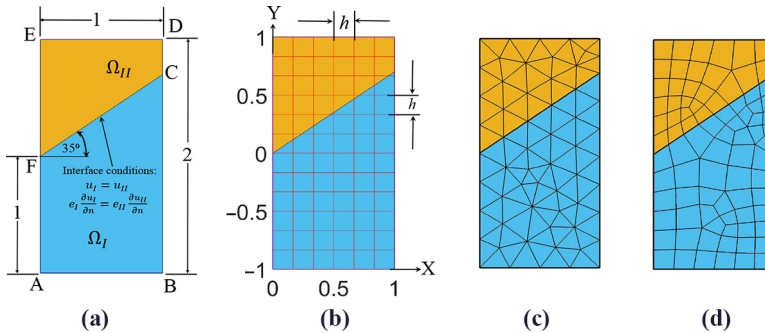 E
1
D
Ω_II
C
35⁰
F
Interface conditions:
u_I = u_II
e_I ∂u_I/∂n = e_II ∂u_II/∂n
1
2
Ω_I
A
B
(a)
Y
h
1
0.5
h
0
−0.5
−1
0
0.5
1
X
(b)
(c)
(d)